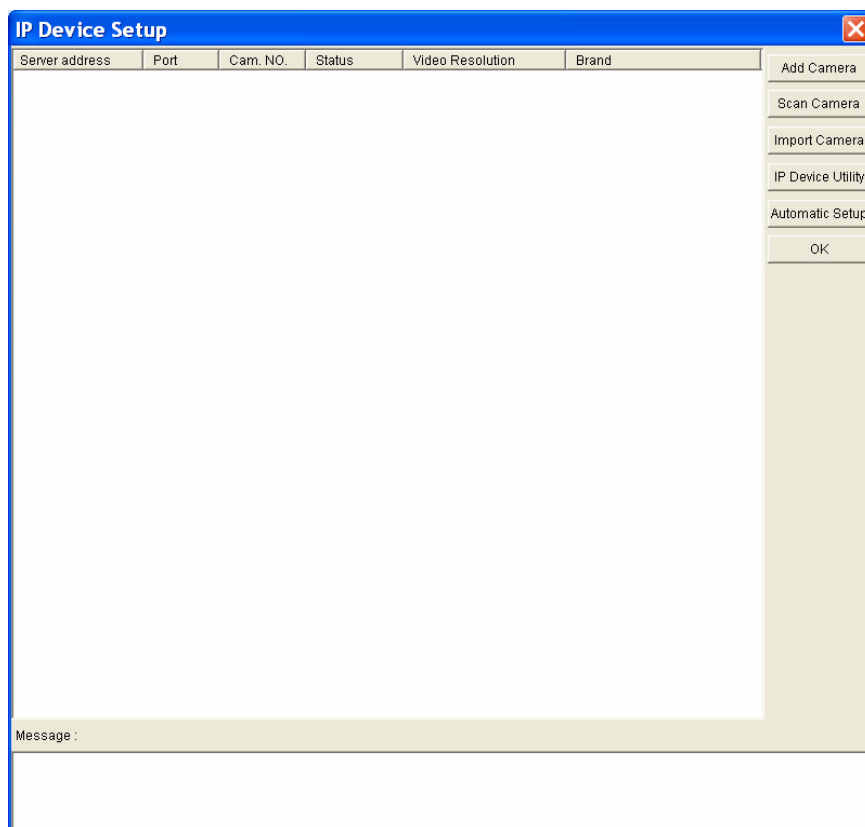 IP Device Setup
Server address Port Cam. NO. Status Video Resolution Brand
Add Camera
Scan Camera
Import Camera
IP Device Utility
Automatic Setup
OK
Message :